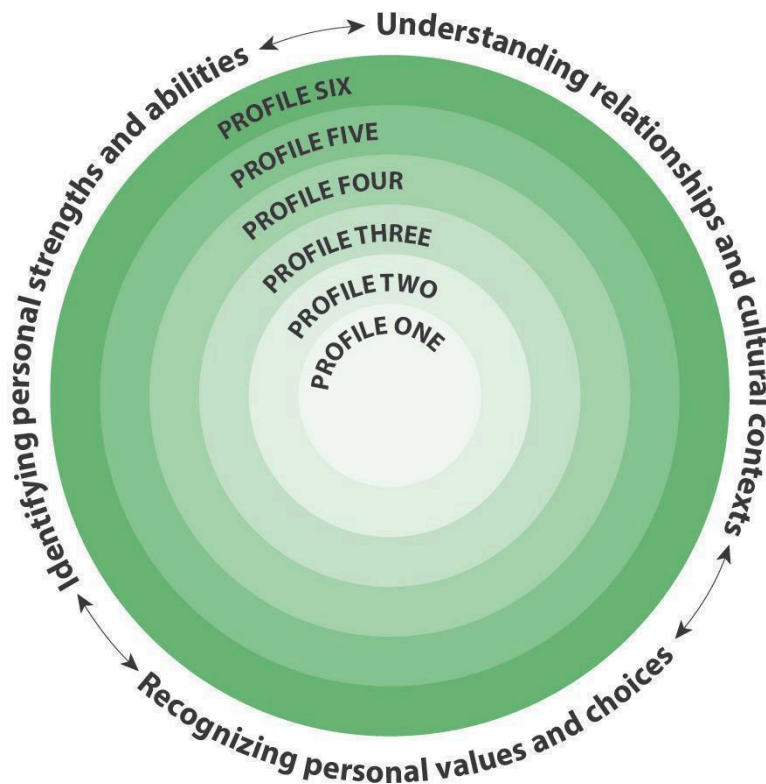 Understanding relationships and cultural contexts
Identifying personal strengths and abilities
Recognizing personal values and choices
PROFILE SIX
PROFILE FIVE
PROFILE FOUR
PROFILE THREE
PROFILE TWO
PROFILE ONE